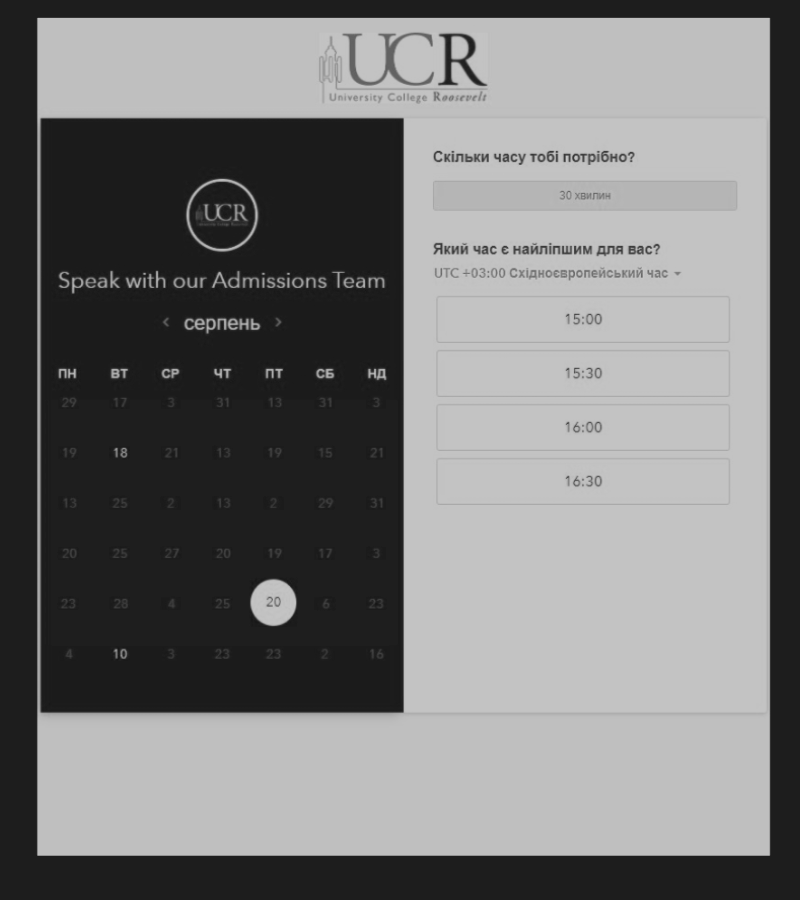 UCR
University College Roosevelt
UCR
Speak with our Admissions Team
< серпень >
ПН ВТ СР ЧТ ПТ СБ НД
29 17 3 31 13 31 3
19 18 21 13 19 15 21
13 25 2 13 2 29 31
20 25 27 20 19 17 3
23 28 4 25 20 6 23
4 10 3 23 23 2 16
Скільки часу тобі потрібно?
30 хвилин
Який час є найліпшим для вас?
UTC +03:00 Східноєвропейський час
15:00
15:30
16:00
16:30